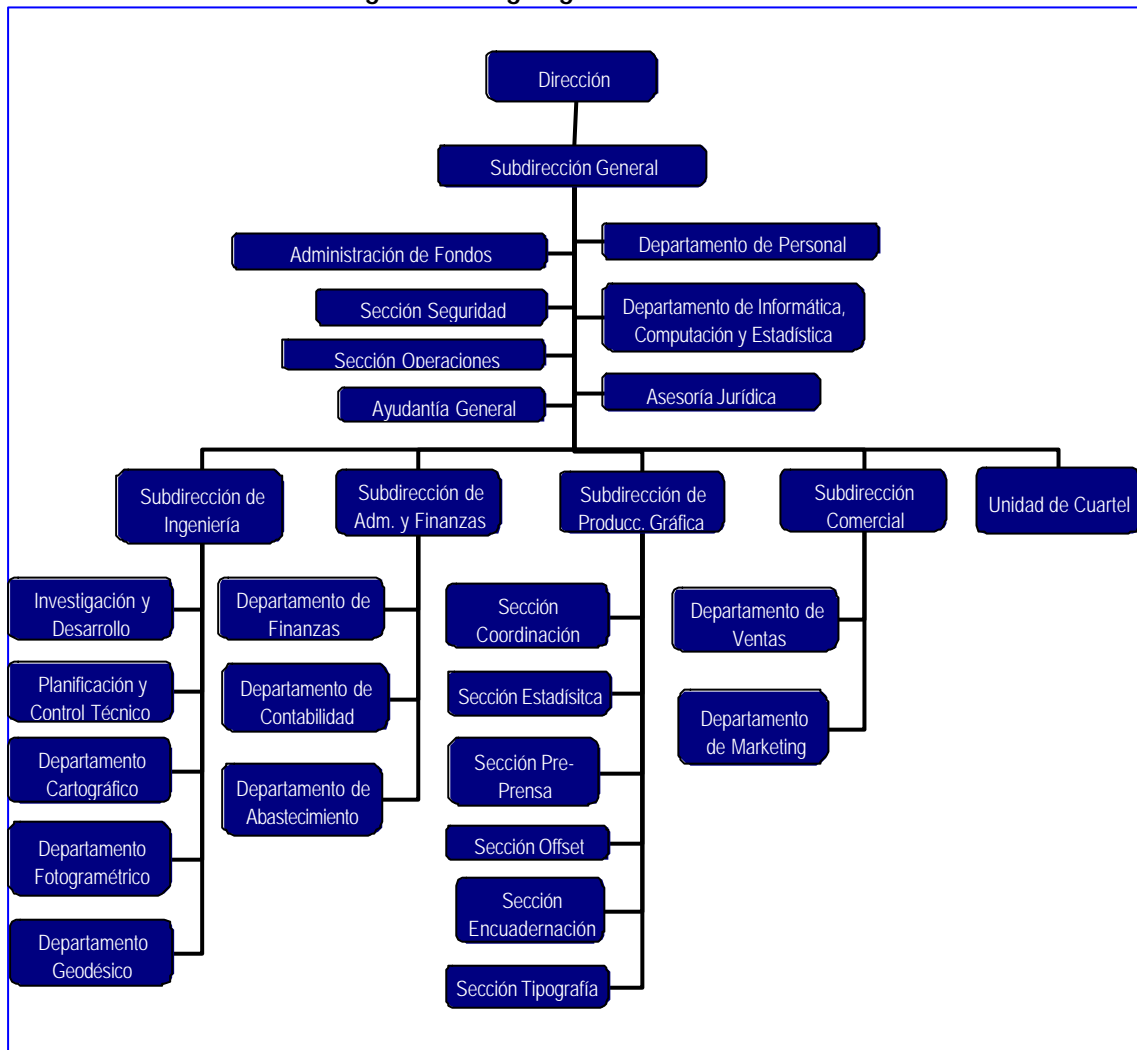 Dirección
Subdirección General
Administración de Fondos
Departamento de Personal
Sección Seguridad
Departamento de Informática,
Computación y Estadística
Sección Operaciones
Ayudantía General
Asesoría Jurídica
Subdirección de
Ingeniería
Subdirección de
Adm. y Finanzas
Subdirección de
Producc. Gráfica
Subdirección
Comercial
Unidad de Cuartel
Investigación y
Desarrollo
Planificación y
Control Técnico
Departamento
Cartográfico
Departamento
Fotogramétrico
Departamento
Geodésico
Departamento de
Finanzas
Departamento de
Contabilidad
Departamento de
Abastecimiento
Sección
Coordinación
Sección Estadísitca
Sección Pre-
Prensa
Sección Offset
Sección
Encuadernación
Sección Tipografía
Departamento de
Ventas
Departamento
de Marketing